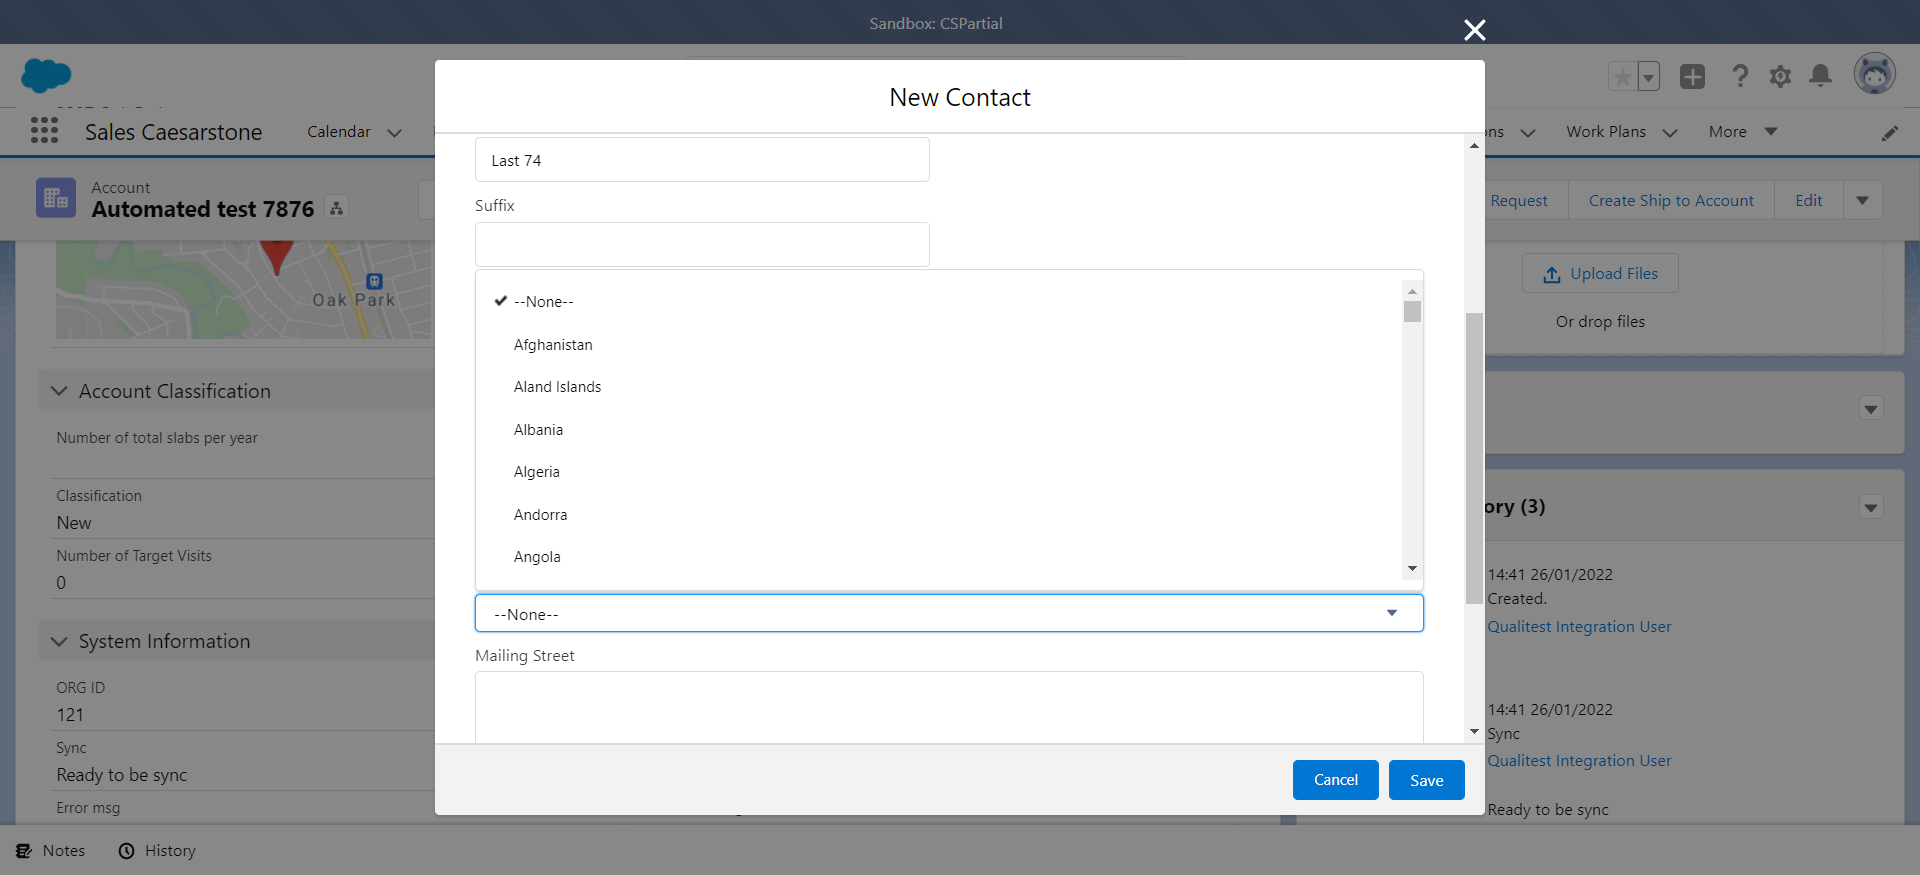 Sandbox: CSPartial
New Contact
Sales Caesarstone
Calendar
ons
Work Plans
More
Account
Automated test 7876
Request
Create Ship to Account
Edit
Last 74
Suffix
Oak Park
Upload Files
Or drop files
--None--
Afghanistan
Aland Islands
Albania
Algeria
Andorra
Angola
--None--
Mailing Street
Cancel
Save
Account Classification
Number of total slabs per year
Classification
New
Number of Target Visits
0
System Information
ORG ID
121
Sync
Ready to be sync
Error msg
ory (3)
14:41 26/01/2022
Created.
Qualitest Integration User
14:41 26/01/2022
Sync
Qualitest Integration User
Ready to be sync
Notes
History